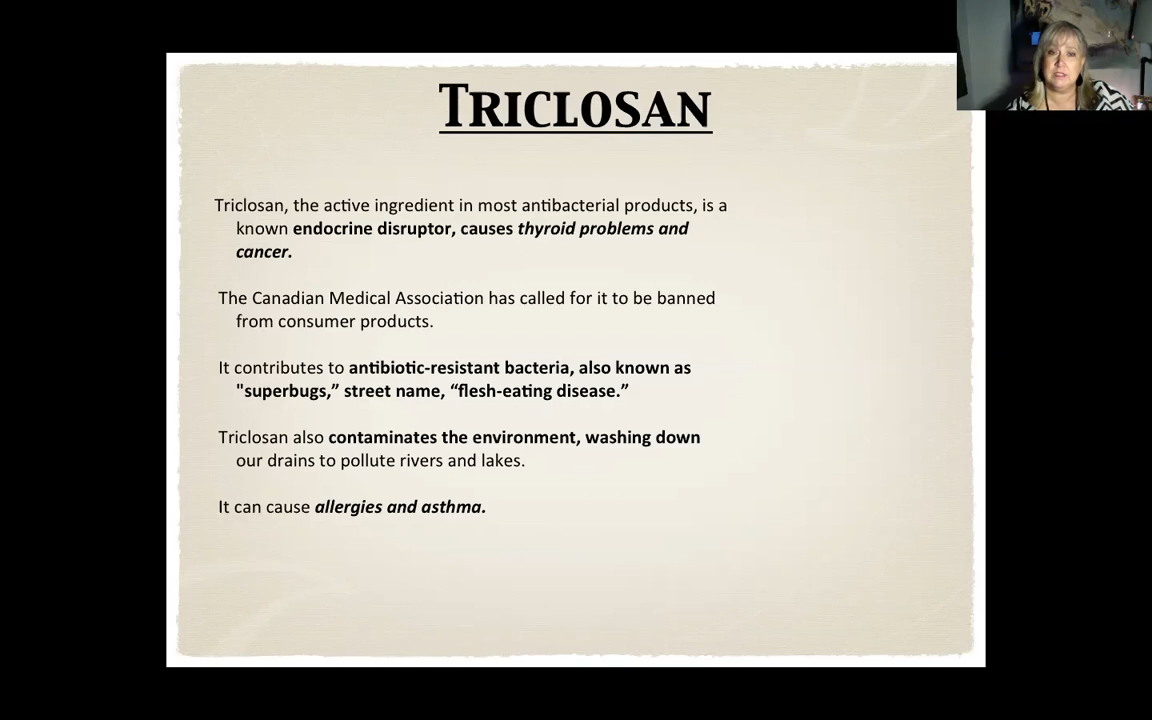 TRICLOSAN
Triclosan, the active ingredient in most antibacterial products, is a
known endocrine disruptor, causes thyroid problems and
cancer.
The Canadian Medical Association has called for it to be banned
from consumer products.
It contributes to antibiotic-resistant bacteria, also known as
"superbugs,” street name, “flesh-eating disease.”
Triclosan also contaminates the environment, washing down
our drains to pollute rivers and lakes.
It can cause allergies and asthma.